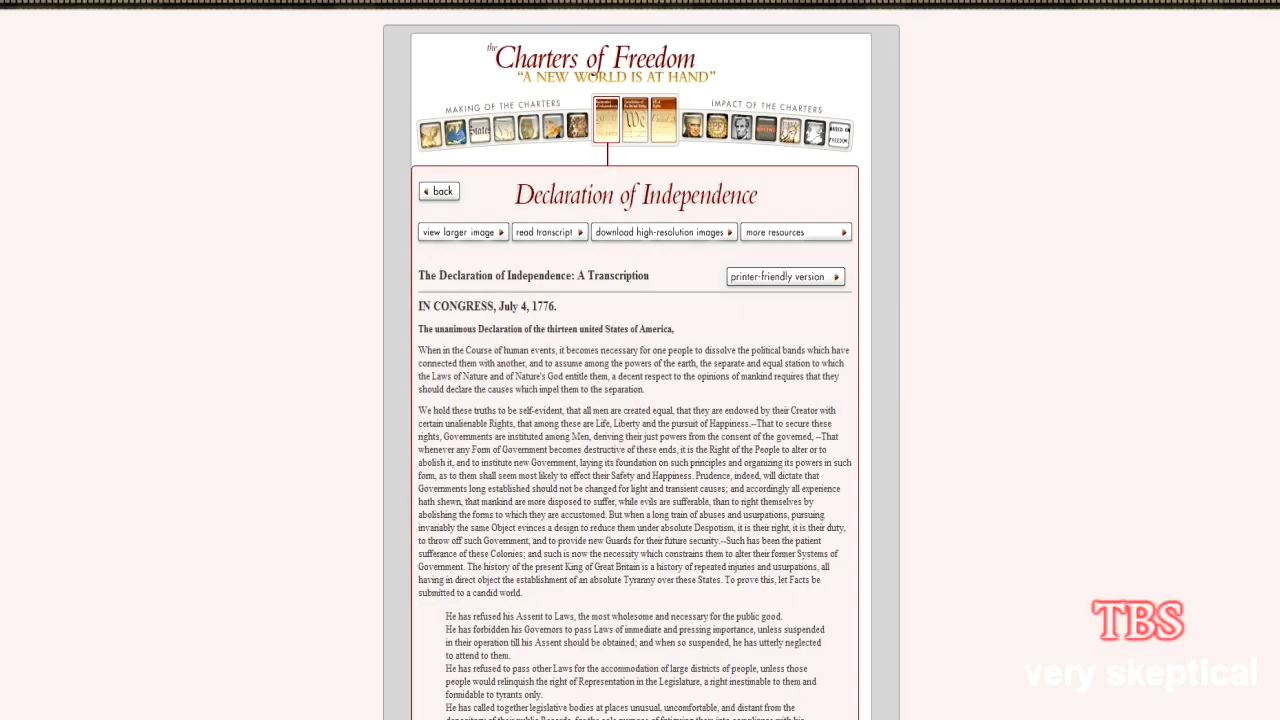 the Charters of Freedom
“A NEW WORLD IS AT HAND”
MAKING OF THE CHARTERS
IMPACT OF THE CHARTERS
back
Declaration of Independence
view larger image
read transcript
download high-resolution images
more resources
The Declaration of Independence: A Transcription
printer-friendly version
IN CONGRESS, July 4, 1776.
The unanimous Declaration of the thirteen united States of America,
When in the Course of human events, it becomes necessary for one people to dissolve the political bands which have
connected them with another, and to assume among the powers of the earth, the separate and equal station to which
the Laws of Nature and of Nature's God entitle them, a decent respect to the opinions of mankind requires that they
should declare the causes which impel them to the separation.
We hold these truths to be self-evident, that all men are created equal, that they are endowed by their Creator with
certain unalienable Rights, that among these are Life, Liberty and the pursuit of Happiness.--That to secure these
rights, Governments are instituted among Men, deriving their just powers from the consent of the governed, --That
whenever any Form of Government becomes destructive of these ends, it is the Right of the People to alter or to
abolish it, and to institute new Government, laying its foundation on such principles and organizing its powers in such
form, as to them shall seem most likely to effect their Safety and Happiness. Prudence, indeed, will dictate that
Governments long established should not be changed for light and transient causes; and accordingly all experience
hath shewn, that mankind are more disposed to suffer, while evils are sufferable, than to right themselves by
abolishing the forms to which they are accustomed. But when a long train of abuses and usurpations, pursuing
invariably the same Object evinces a design to reduce them under absolute Despotism, it is their right, it is their duty,
to throw off such Government, and to provide new Guards for their future security.--Such has been the patient
sufferance of these Colonies; and such is now the necessity which constrains them to alter their former Systems of
Government. The history of the present King of Great Britain is a history of repeated injuries and usurpations, all
having in direct object the establishment of an absolute Tyranny over these States. To prove this, let Facts be
submitted to a candid world.
He has refused his Assent to Laws, the most wholesome and necessary for the public good.
He has forbidden his Governors to pass Laws of immediate and pressing importance, unless suspended
in their operation till his Assent should be obtained; and when so suspended, he has utterly neglected
to attend to them.
He has refused to pass other Laws for the accommodation of large districts of people, unless those
people would relinquish the right of Representation in the Legislature, a right inestimable to them and
formidable to tyrants only.
He has called together legislative bodies at places unusual, uncomfortable, and distant from the
TBS
very skeptical